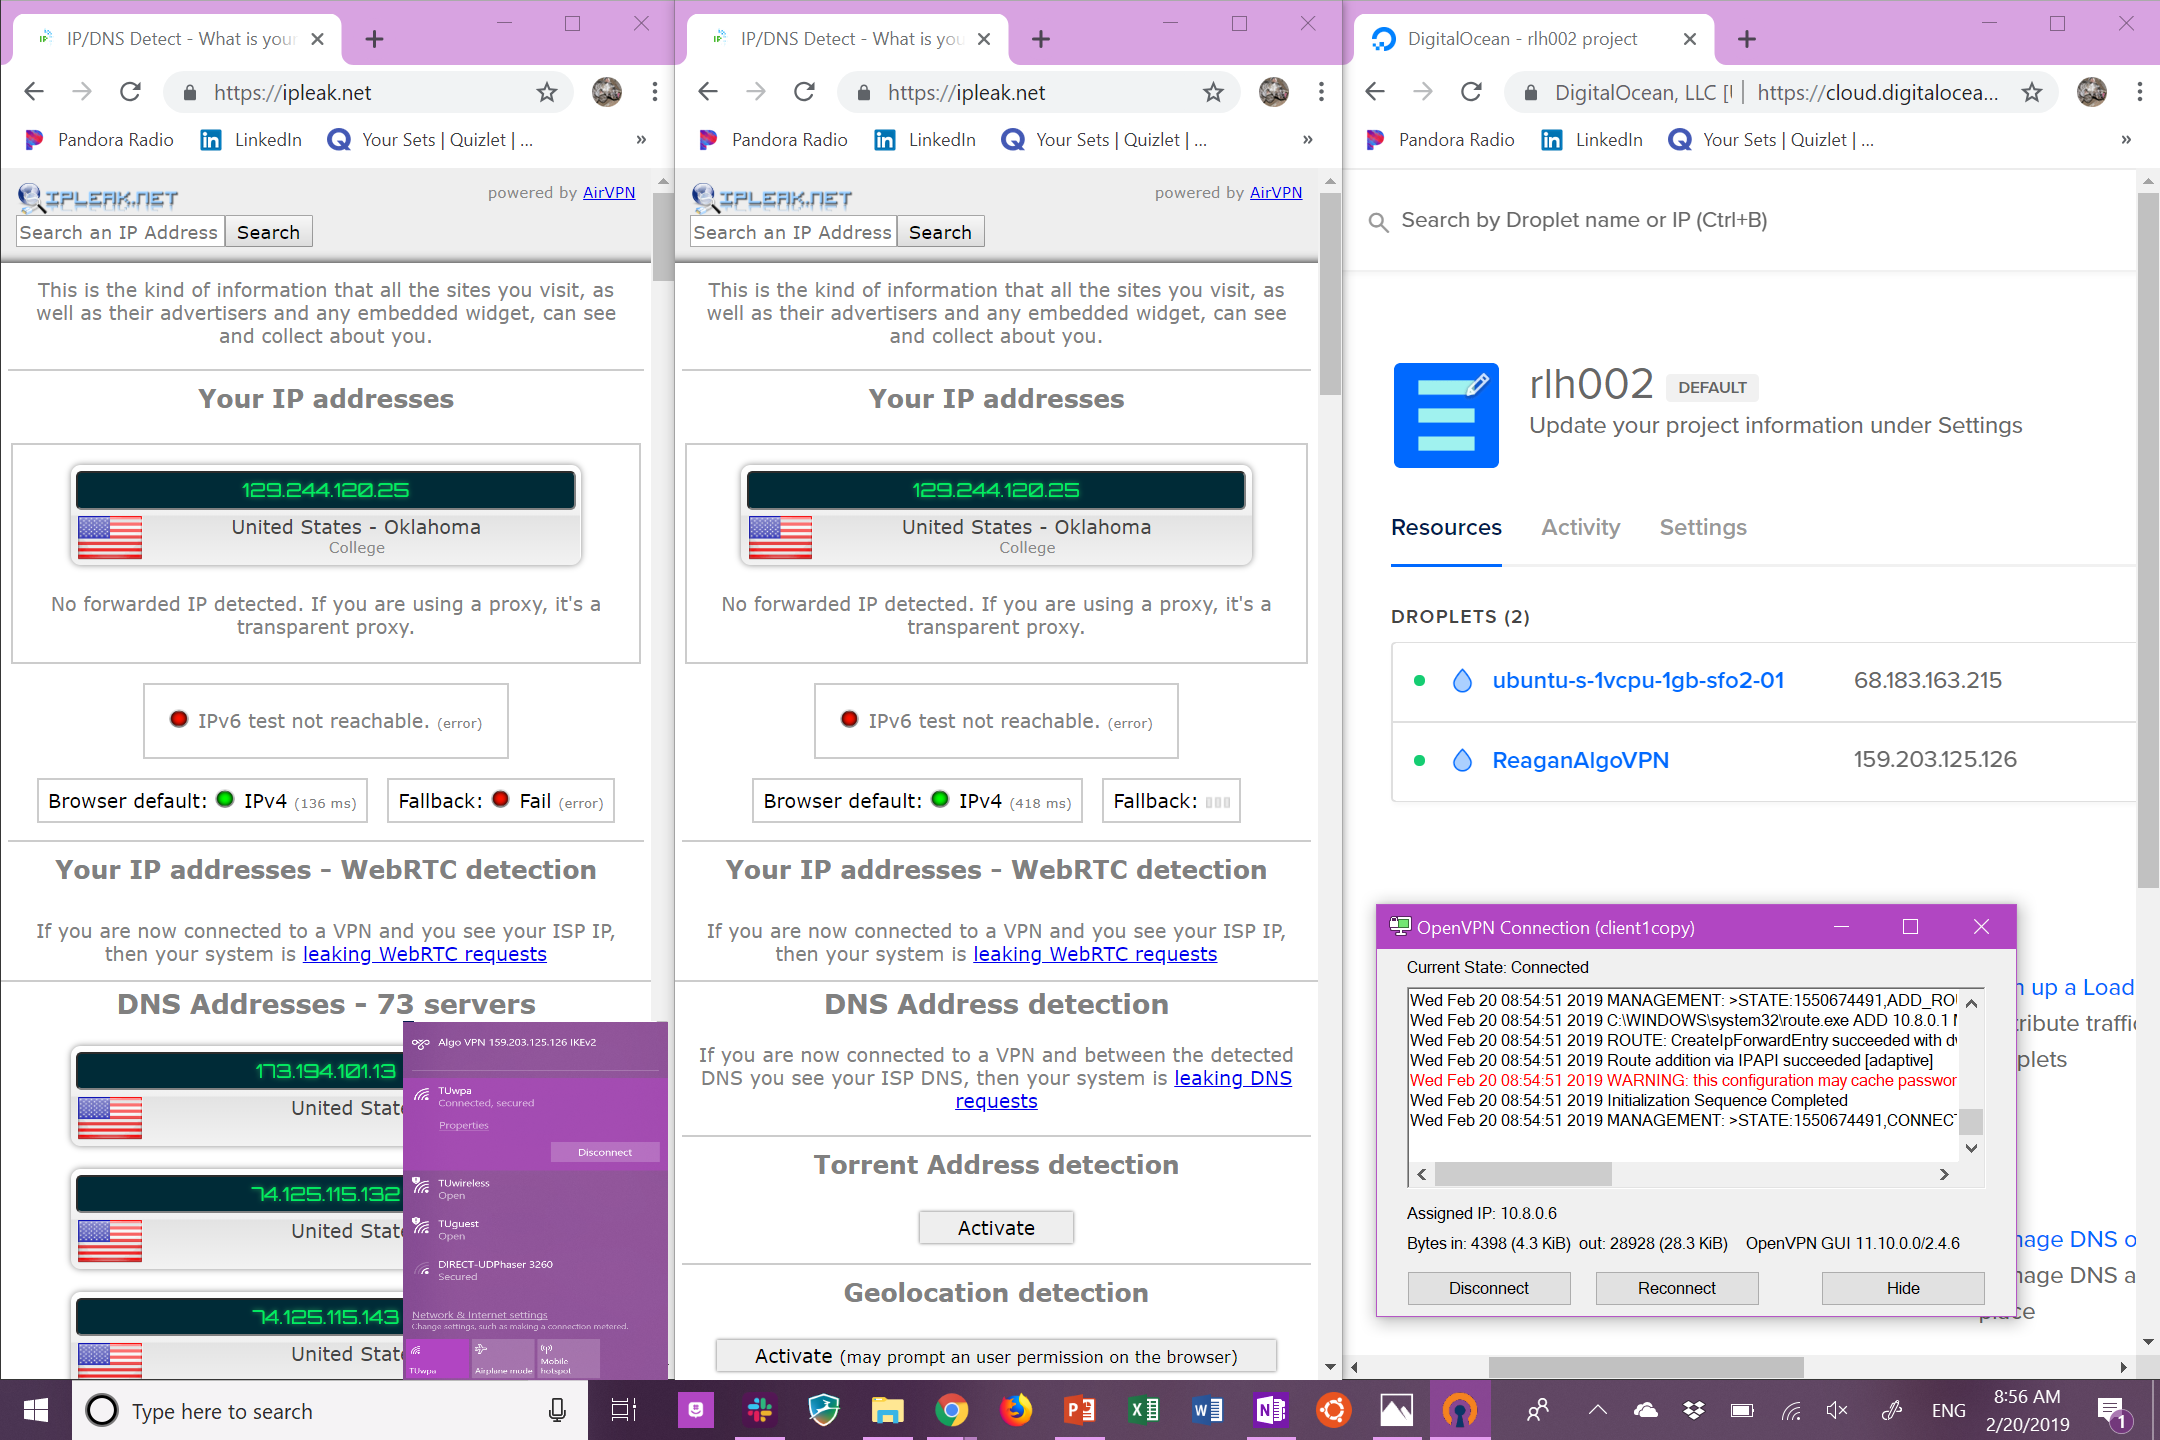 IP/DNS Detect - What is your
https://ipleak.net
Pandora Radio
LinkedIn
Your Sets | Quizlet | ...
»
IPLEAK.NET
powered by AirVPN
Search an IP Address
Search
This is the kind of information that all the sites you visit, as
well as their advertisers and any embedded widget, can see
and collect about you.
Your IP addresses
129.244.120.25
United States - Oklahoma
College
No forwarded IP detected. If you are using a proxy, it's a
transparent proxy.
IPv6 test not reachable. (error)
Browser default: IPv4 (136 ms)
Fallback: Fail (error)
Your IP addresses - WebRTC detection
If you are now connected to a VPN and you see your ISP IP,
then your system is leaking WebRTC requests
DNS Addresses - 73 servers
173.194.101.13
United Stat
74.125.115.132
United Stat
74.125.115.143
United Stat
Algo VPN 159.203.125.126 IKEv2
TUwpa
Connected, secured
Properties
Disconnect
TUwireless
Open
TUguest
Open
DIRECT-UDPhaser 3260
Secured
Network & Internet settings
Change settings, such as making a connection metered.
TUwpa
Airplane mode
Mobile
hotspot
IP/DNS Detect - What is you
https://ipleak.net
Pandora Radio
LinkedIn
Your Sets | Quizlet | ...
»
IPLEAK.NET
powered by AirVPN
Search an IP Address
Search
This is the kind of information that all the sites you visit, as
well as their advertisers and any embedded widget, can see
and collect about you.
Your IP addresses
129.244.120.25
United States - Oklahoma
College
No forwarded IP detected. If you are using a proxy, it's a
transparent proxy.
IPv6 test not reachable. (error)
Browser default: IPv4 (418 ms)
Fallback:
Your IP addresses - WebRTC detection
If you are now connected to a VPN and you see your ISP IP,
then your system is leaking WebRTC requests
DNS Address detection
If you are now connected to a VPN and between the detected
DNS you see your ISP DNS, then your system is leaking DNS
requests
Torrent Address detection
Activate
Geolocation detection
Activate (may prompt an user permission on the browser)
DigitalOcean - rlh002 project
DigitalOcean, LLC [U | https://cloud.digitalocea...
Pandora Radio
LinkedIn
Your Sets | Quizlet | ...
»
Search by Droplet name or IP (Ctrl+B)
rlh002 DEFAULT
Update your project information under Settings
Resources
Activity
Settings
DROPLETS (2)
ubuntu-s-1vcpu-1gb-sfo2-01 68.183.163.215
ReaganAlgoVPN 159.203.125.126
n up a Load
tribute traffic
plets
nage DNS o
nage DNS a
place
OpenVPN Connection (client1copy)
Current State: Connected
Wed Feb 20 08:54:51 2019 MANAGEMENT: >STATE:1550674491,ADD_ROU
Wed Feb 20 08:54:51 2019 C:\WINDOWS\system32\route.exe ADD 10.8.0.1 M
Wed Feb 20 08:54:51 2019 ROUTE: CreateIpForwardEntry succeeded with dw
Wed Feb 20 08:54:51 2019 Route addition via IPAPI succeeded [adaptive]
Wed Feb 20 08:54:51 2019 WARNING: this configuration may cache passwor
Wed Feb 20 08:54:51 2019 Initialization Sequence Completed
Wed Feb 20 08:54:51 2019 MANAGEMENT: >STATE:1550674491,CONNECT
Assigned IP: 10.8.0.6
Bytes in: 4398 (4.3 KiB) out: 28928 (28.3 KiB)
OpenVPN GUI 11.10.0.0/2.4.6
Disconnect
Reconnect
Hide
Type here to search
ENG
8:56 AM
2/20/2019
1